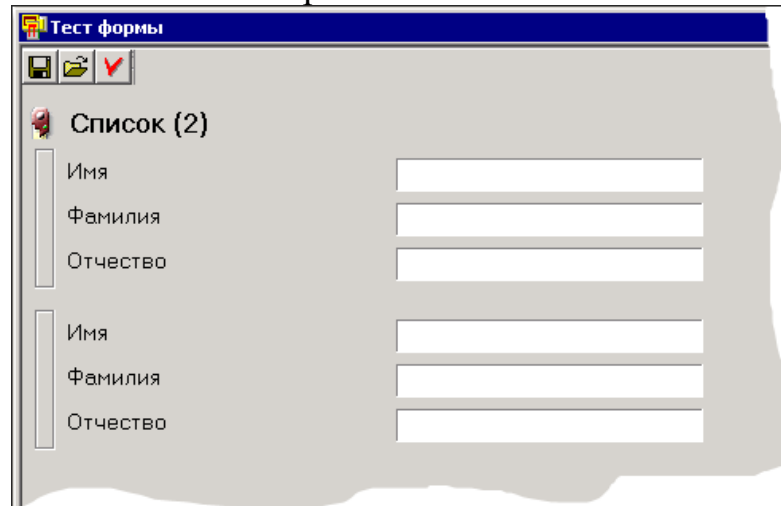 Тест формы
Список (2)
Имя
Фамилия
Отчество
Имя
Фамилия
Отчество